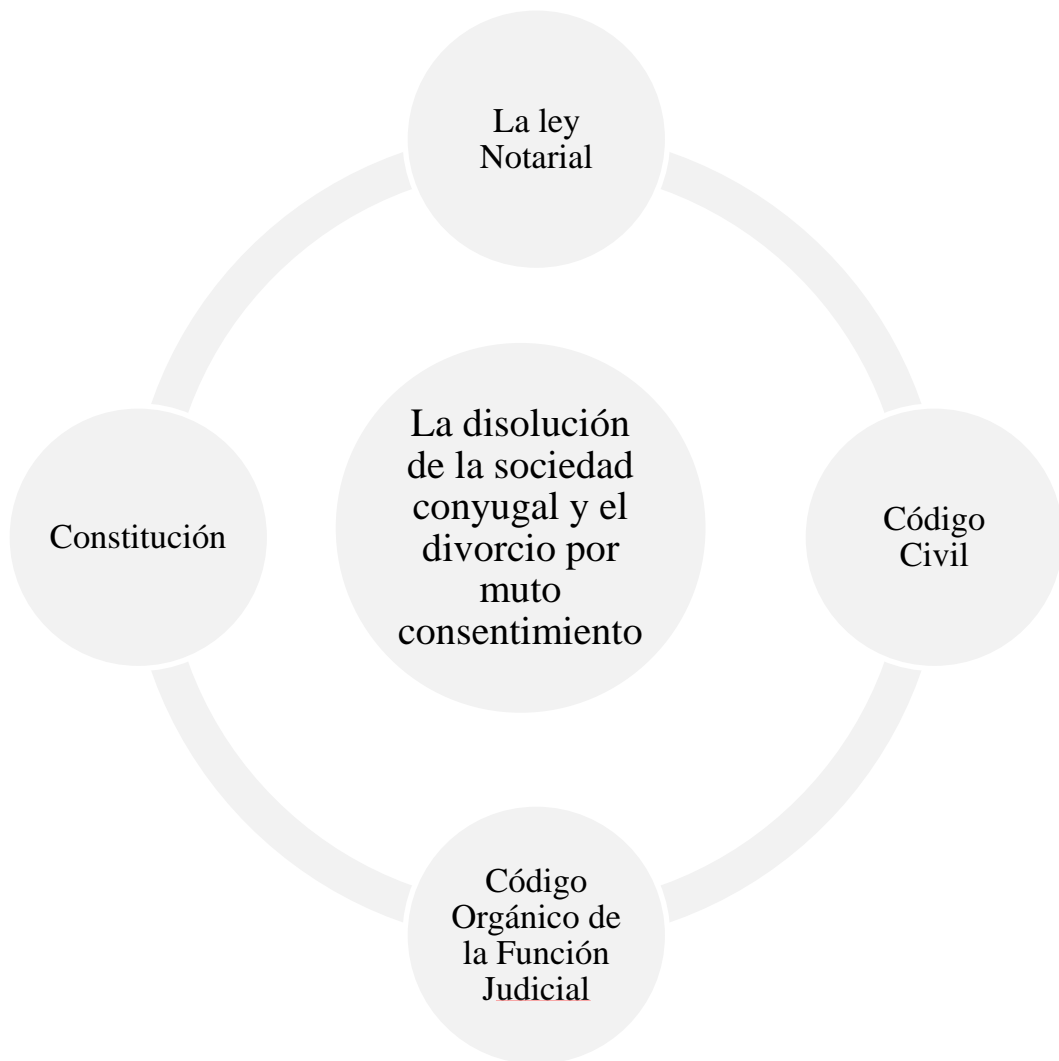 La ley
Notarial
Constitución
La disolución
de la sociedad
conyugal y el
divorcio por
muto
consentimiento
Código
Civil
Código
Orgánico de
la Función
Judicial